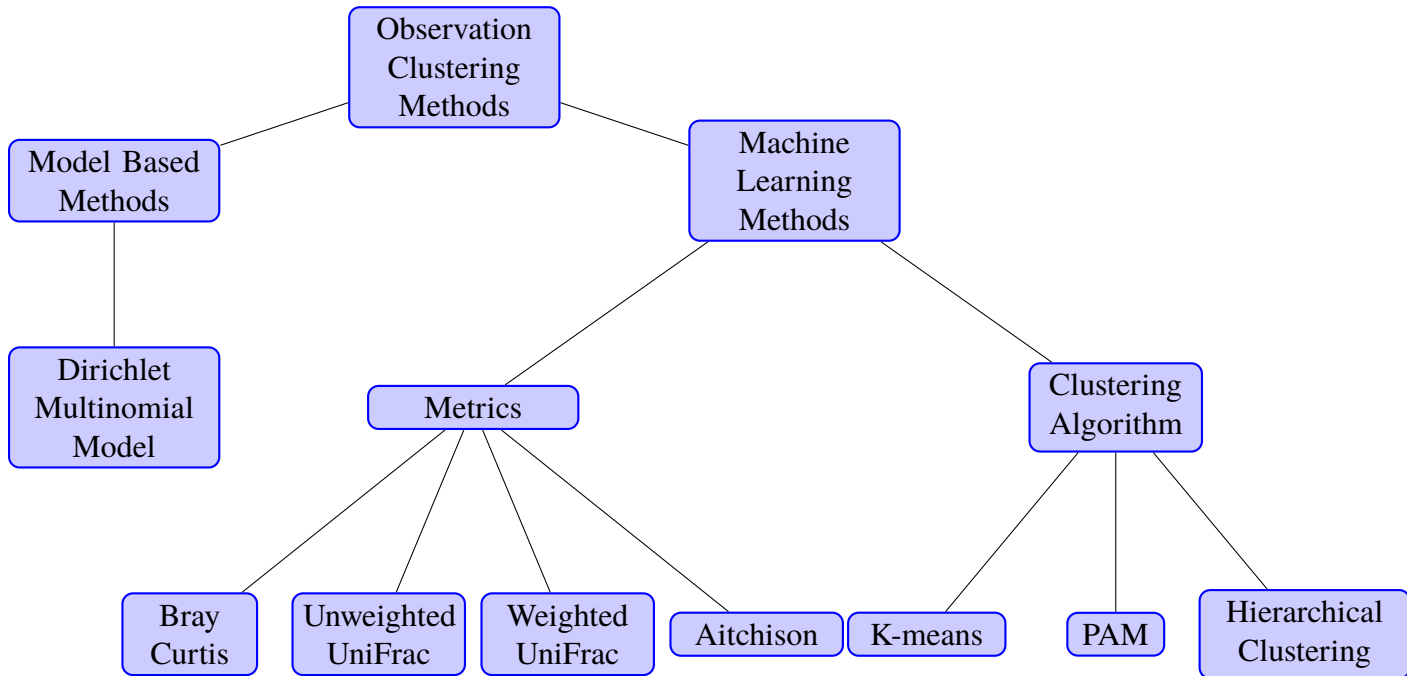 Observation
Clustering
Methods
Model Based
Methods
Machine
Learning
Methods
Dirichlet
Multinomial
Model
Metrics
Clustering
Algorithm
Bray
Curtis
Unweighted
UniFrac
Weighted
UniFrac
Aitchison
K-means
PAM
Hierarchical
Clustering